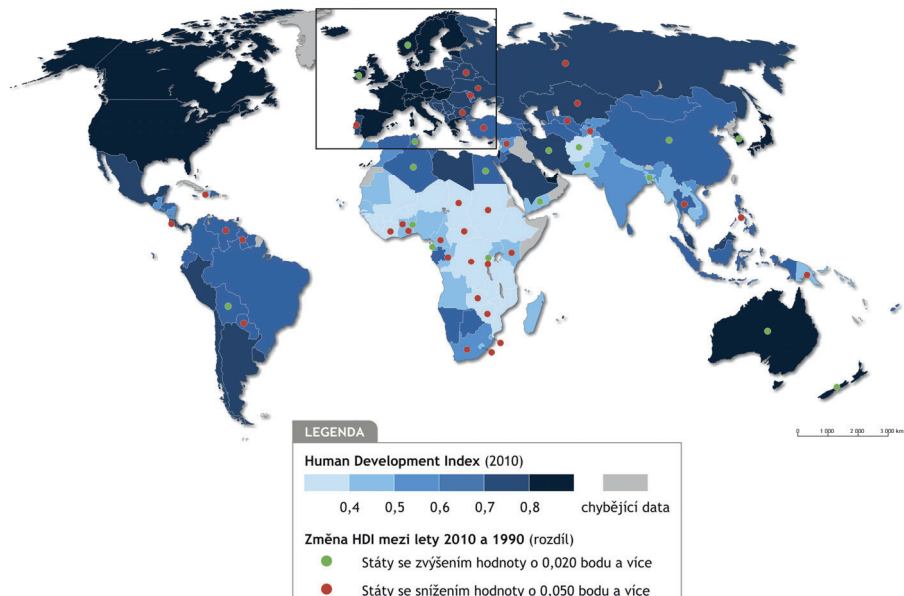 0 1 000 2 000 3 000 km
LEGENDA
Human Development Index (2010)
0,4 0,5 0,6 0,7 0,8 chybějící data
Změna HDI mezi lety 2010 a 1990 (rozdíl)
Státy se zvýšením hodnoty o 0,020 bodu a více
Státy se snížením hodnoty o 0,050 bodu a více